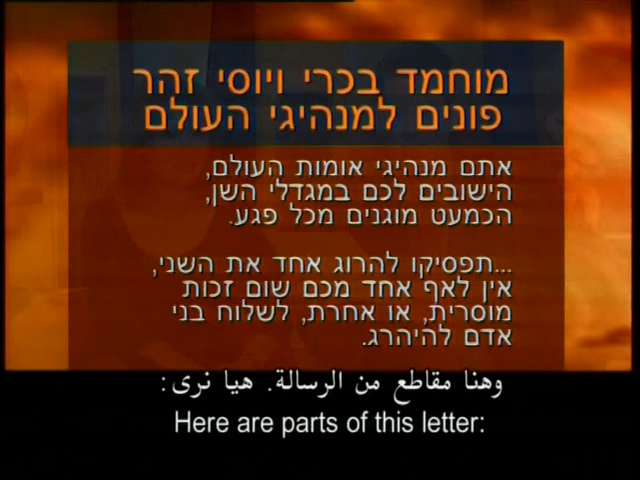 מוחמד בכרי ויוסי זהר
פונים למנהיגי העולם
אתם מנהיגי אומות העולם,
הישובים לכם במגדלי השן,
הכמעט מוגנים מכל פגע.
...תפסיקו להרוג אחד את השני,
אין לאף אחד מכם שום זכות
מוסרית, או אחרת, לשלוח בני
אדם להיהרג.
وهنا مقاطع من الرسالة. هيا نرى:
Here are parts of this letter: